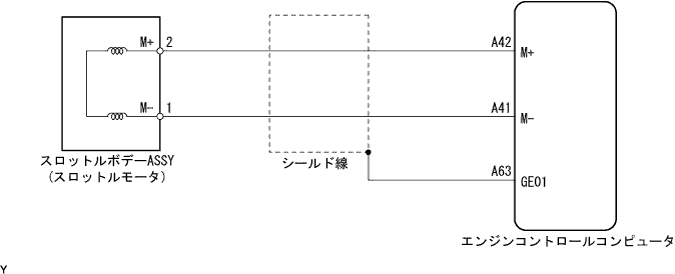 M+ 2
A42
M+
M- 1
A41
M-
スロットルボデーASSY
(スロットルモータ)
シールド線
A63
GE01
エンジンコントロールコンピュータ
Y